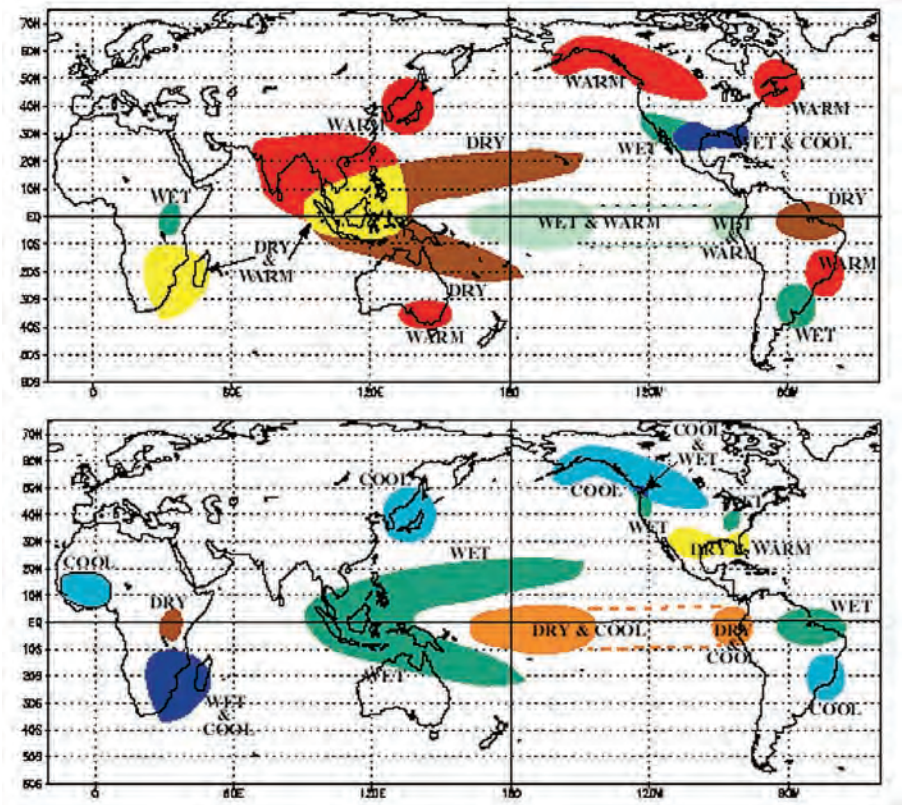 70N
60N
50N
WARM
WARM
40N
30N
WARM
DRY
WET
WET & COOL
20N
10N
WET
DRY
EQ
WET & WARM
WET
10S
DRY
&
WARM
WARM
20S
WARM
30S
DRY
40S
WARM
WET
50S
60S
0
60E
120E
180
120W
60W
70N
COOL
&
WET
60N
COOL
COOL
50N
WET
40N
WET
30N
WET
DRY & WARM
20N
COOL
10N
DRY
WET
EQ
DRY & COOL
DRY
&
COOL
10S
WET
20S
WET
&
COOL
COOL
30S
40S
50S
60S
0
60E
120E
180
120W
60W